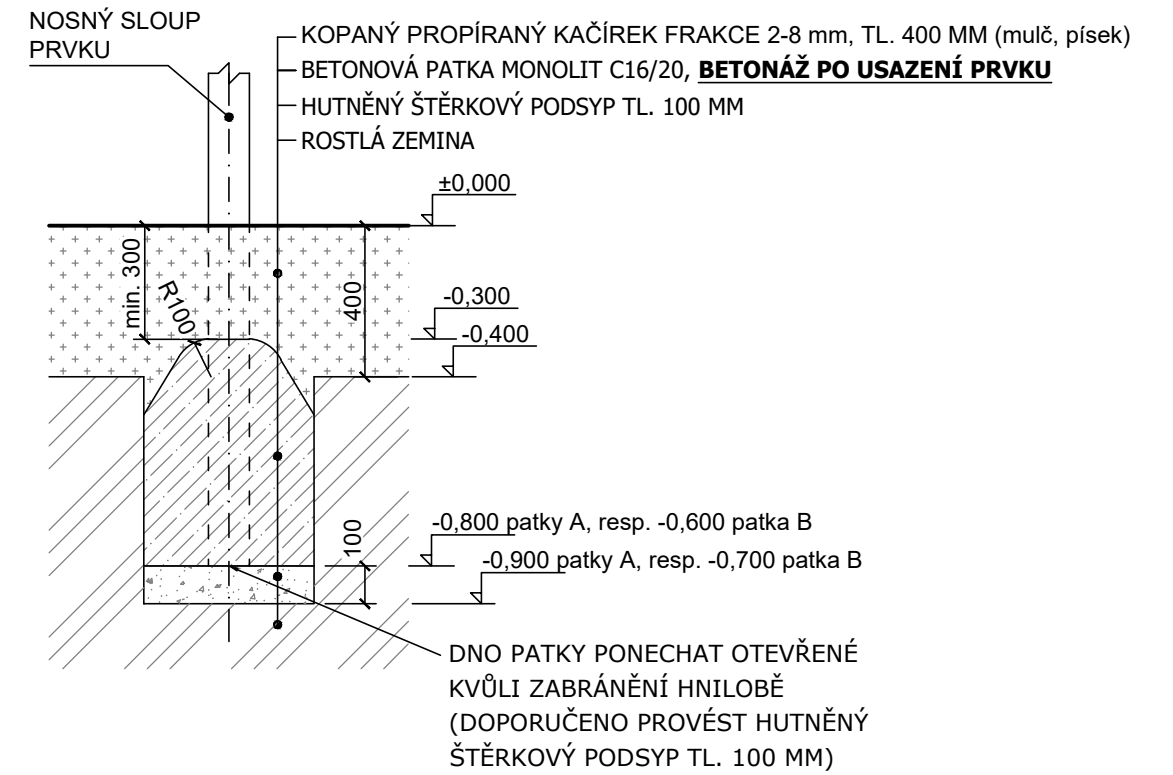 NOSNÝ SLOUP
PRVKU
KOPANÝ PROPÍRANÝ KAČÍREK FRAKCE 2-8 mm, TL. 400 MM (mulč, písek)
BETONOVÁ PATKA MONOLIT C16/20, BETONÁŽ PO USAZENÍ PRVKU
HUTNĚNÝ ŠTĚRKOVÝ PODSYP TL. 100 MM
ROSTLÁ ZEMINA
±0,000
min. 300
R100
400
-0,300
-0,400
100
-0,800 patky A, resp. -0,600 patka B
-0,900 patky A, resp. -0,700 patka B
DNO PATKY PONECHAT OTEVŘENÉ
KVŮLI ZABRÁNĚNÍ HNILOBĚ
(DOPORUČENO PROVÉST HUTNĚNÝ
ŠTĚRKOVÝ PODSYP TL. 100 MM)